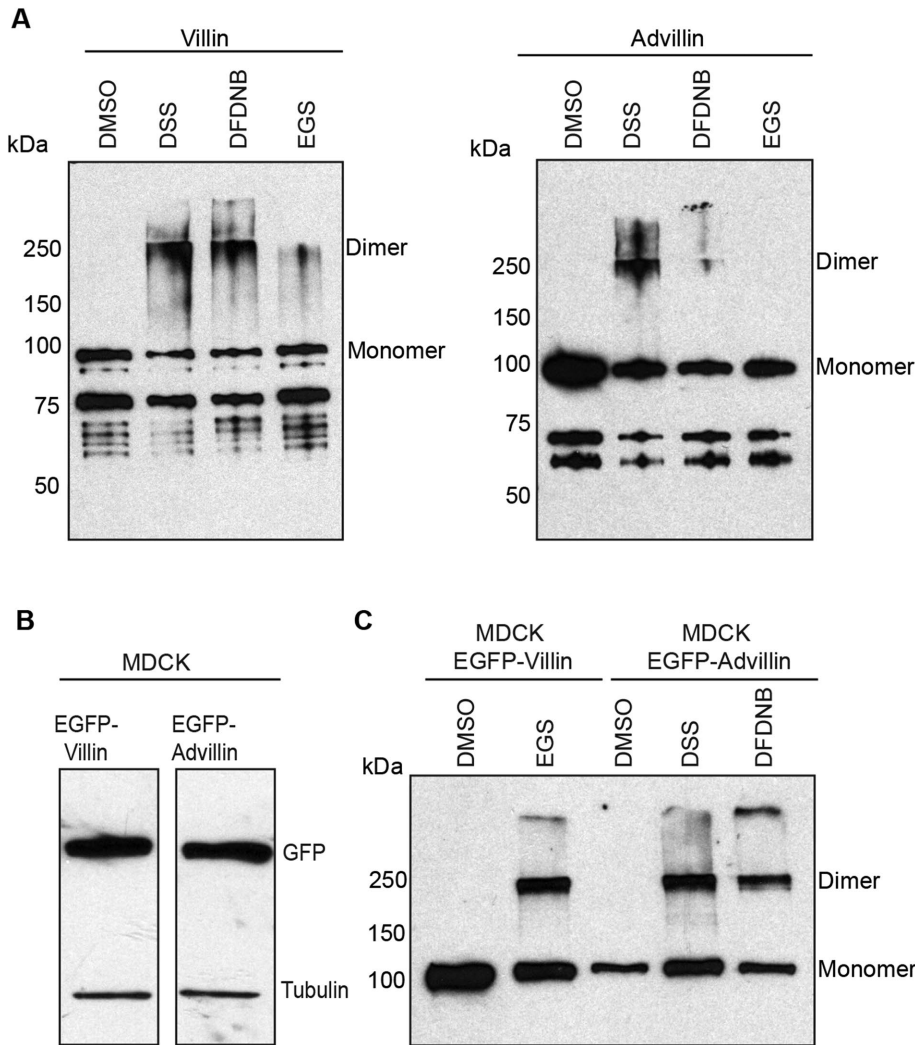 A
Villin
DMSO
DSS
DFDNB
EGS
kDa
250
150
100
75
50
Dimer
Monomer
Advillin
DMSO
DSS
DFDNB
EGS
kDa
250
150
100
75
50
Dimer
Monomer
B
MDCK
EGFP-
Villin
EGFP-
Advillin
GFP
Tubulin
C
MDCK
EGFP-Villin
MDCK
EGFP-Advillin
DMSO
EGS
DMSO
DSS
DFDNB
kDa
250
150
100
Dimer
Monomer